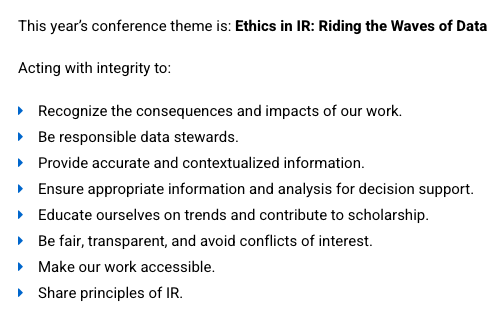 This year's conference theme is: Ethics in IR: Riding the Waves of Data
Acting with integrity to:
Recognize the consequences and impacts of our work.
Be responsible data stewards.
Provide accurate and contextualized information.
Ensure appropriate information and analysis for decision support.
Educate ourselves on trends and contribute to scholarship.
Be fair, transparent, and avoid conflicts of interest.
Make our work accessible.
Share principles of IR.